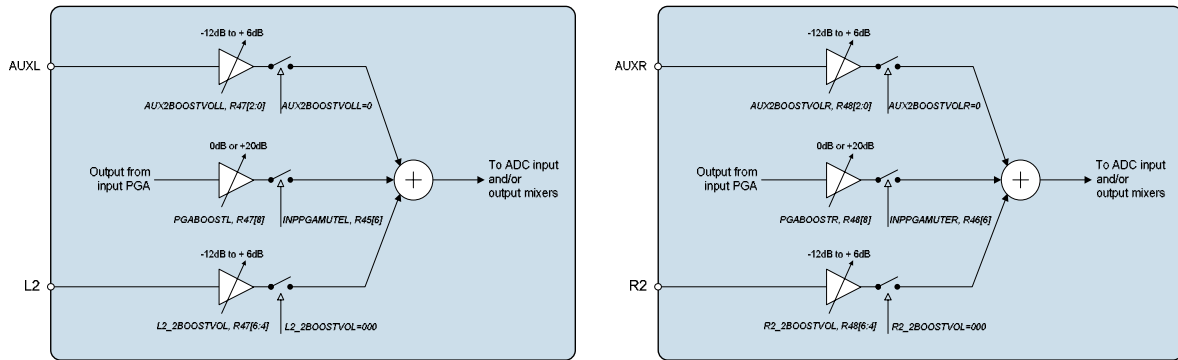 -12dB to + 6dB
AUXL
AUX2BOOSTVOLL, R47[2:0]
AUX2BOOSTVOLL=0
0dB or +20dB
Output from
input PGA
To ADC input
and/or
output mixers
PGABOOSTL, R47[8]
INPPGAMUTEL, R45[6]
-12dB to + 6dB
L2
L2_2BOOSTVOL, R47[6:4]
L2_2BOOSTVOL=000
-12dB to + 6dB
AUXR
AUX2BOOSTVOLR, R48[2:0]
AUX2BOOSTVOLR=0
0dB or +20dB
Output from
input PGA
To ADC input
and/or
output mixers
PGABOOSTR, R48[8]
INPPGAMUTER, R46[6]
-12dB to + 6dB
R2
R2_2BOOSTVOL, R48[6:4]
R2_2BOOSTVOL=000